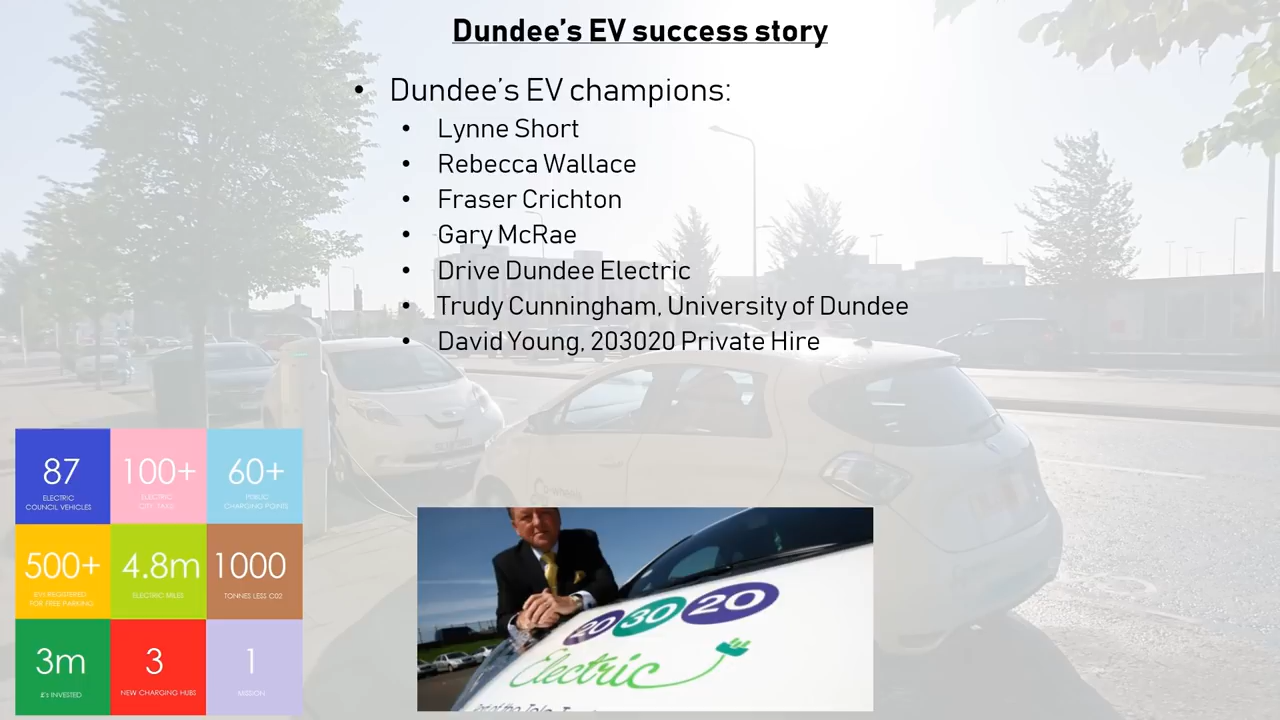 Dundee's EV success story
• Dundee's EV champions:
• Lynne Short
• Rebecca Wallace
• Fraser Crichton
• Gary McRae
• Drive Dundee Electric
• Trudy Cunningham, University of Dundee
• David Young, 203020 Private Hire
87
ELECTRIC
COUNCIL VEHICLES
100+
ELECTRIC
CITY TAXIS
60+
PUBLIC
CHARGING POINTS
500+
EVS REGISTERED
FOR FREE PARKING
4.8m
ELECTRIC MILES
1000
TONNES LESS CO2
3m
£'s INVESTED
3
NEW CHARGING HUBS
1
MISSION
20 30 20
Electric